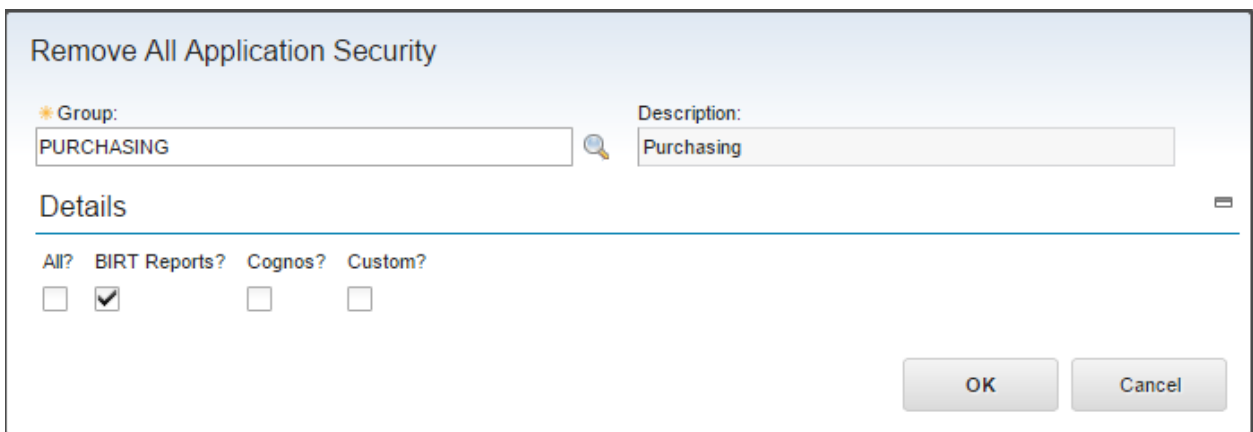 Remove All Application Security
Group: Description:
PURCHASING Purchasing
Details
All? BIRT Reports? Cognos? Custom?
OK Cancel